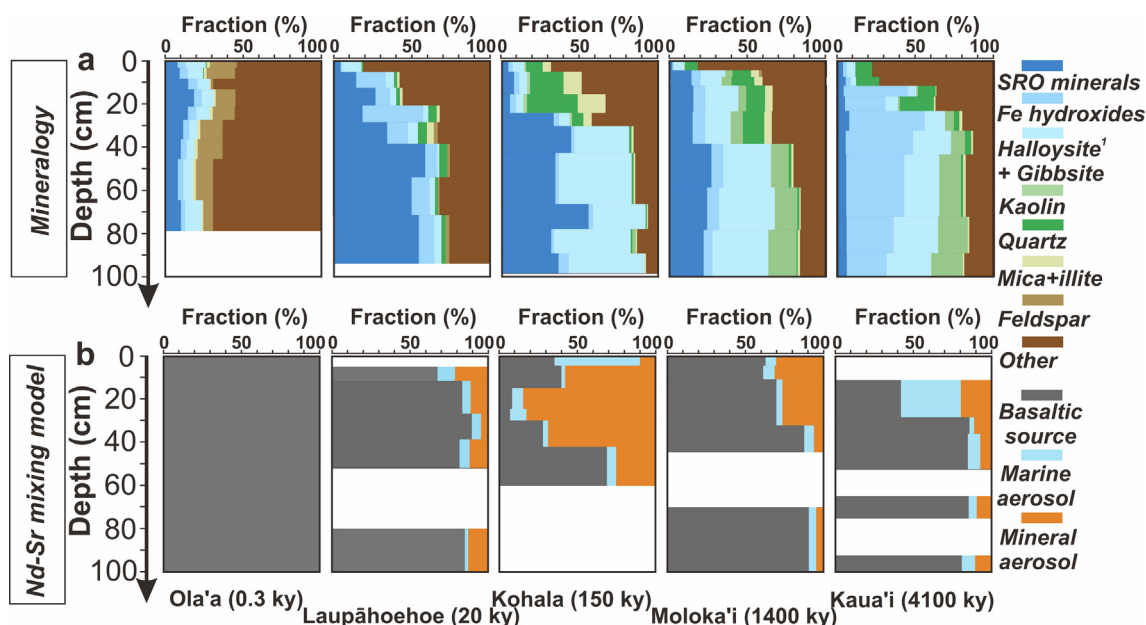 Fraction (%) Fraction (%) Fraction (%) Fraction (%) Fraction (%)
0 50 100 0 50 100 0 50 100 0 50 100 0 50 100
a
Mineralogy
Depth (cm)
0
20
40
60
80
100
SRO minerals
Fe hydroxides
Halloysite¹
+ Gibbsite
Kaolin
Quartz
Mica+illite
Feldspar
Other
Fraction (%) Fraction (%) Fraction (%) Fraction (%) Fraction (%)
0 50 100 0 50 100 0 50 100 0 50 100 0 50 100
b
Nd-Sr mixing model
Depth (cm)
0
20
40
60
80
100
Basaltic
source
Marine
aerosol
Mineral
aerosol
Ola'a (0.3 ky)
Laupāhoehoe (20 ky)
Kohala (150 ky)
Moloka'i (1400 ky)
Kaua'i (4100 ky)